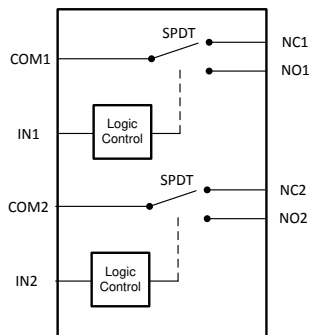 SPDT
NC1
COM1
NO1
IN1
Logic
Control
SPDT
NC2
COM2
NO2
IN2
Logic
Control